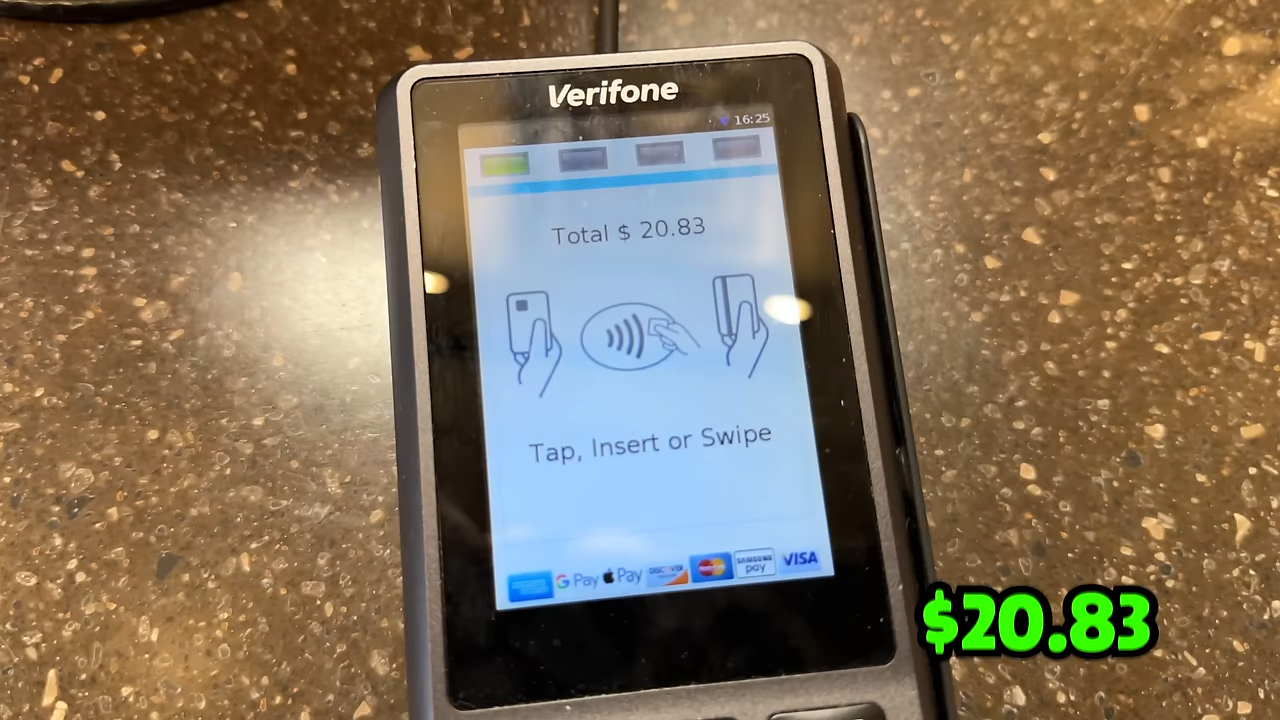 Verifone
16:25
Total $ 20.83
Tap, Insert or Swipe
G Pay Pay DISCOVER SAMSUNG pay VISA
$20.83